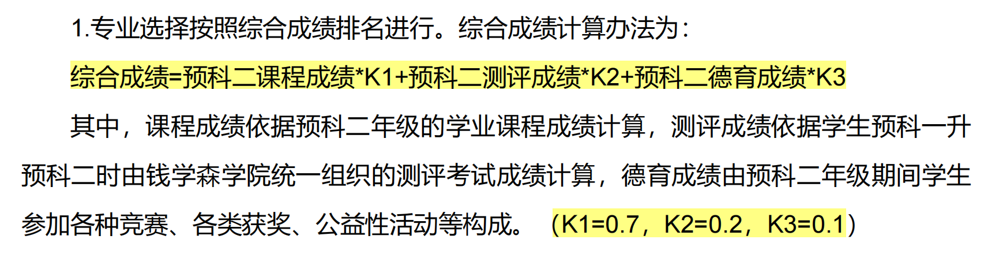 1.专业选择按照综合成绩排名进行。综合成绩计算办法为：
综合成绩=预科二课程成绩*K1+预科二测评成绩*K2+预科二德育成绩*K3
其中，课程成绩依据预科二年级的学业课程成绩计算，测评成绩依据学生预科一升
预科二时由钱学森学院统一组织的测评考试成绩计算，德育成绩由预科二年级期间学生
参加各种竞赛、各类获奖、公益性活动等构成。（K1=0.7，K2=0.2，K3=0.1）